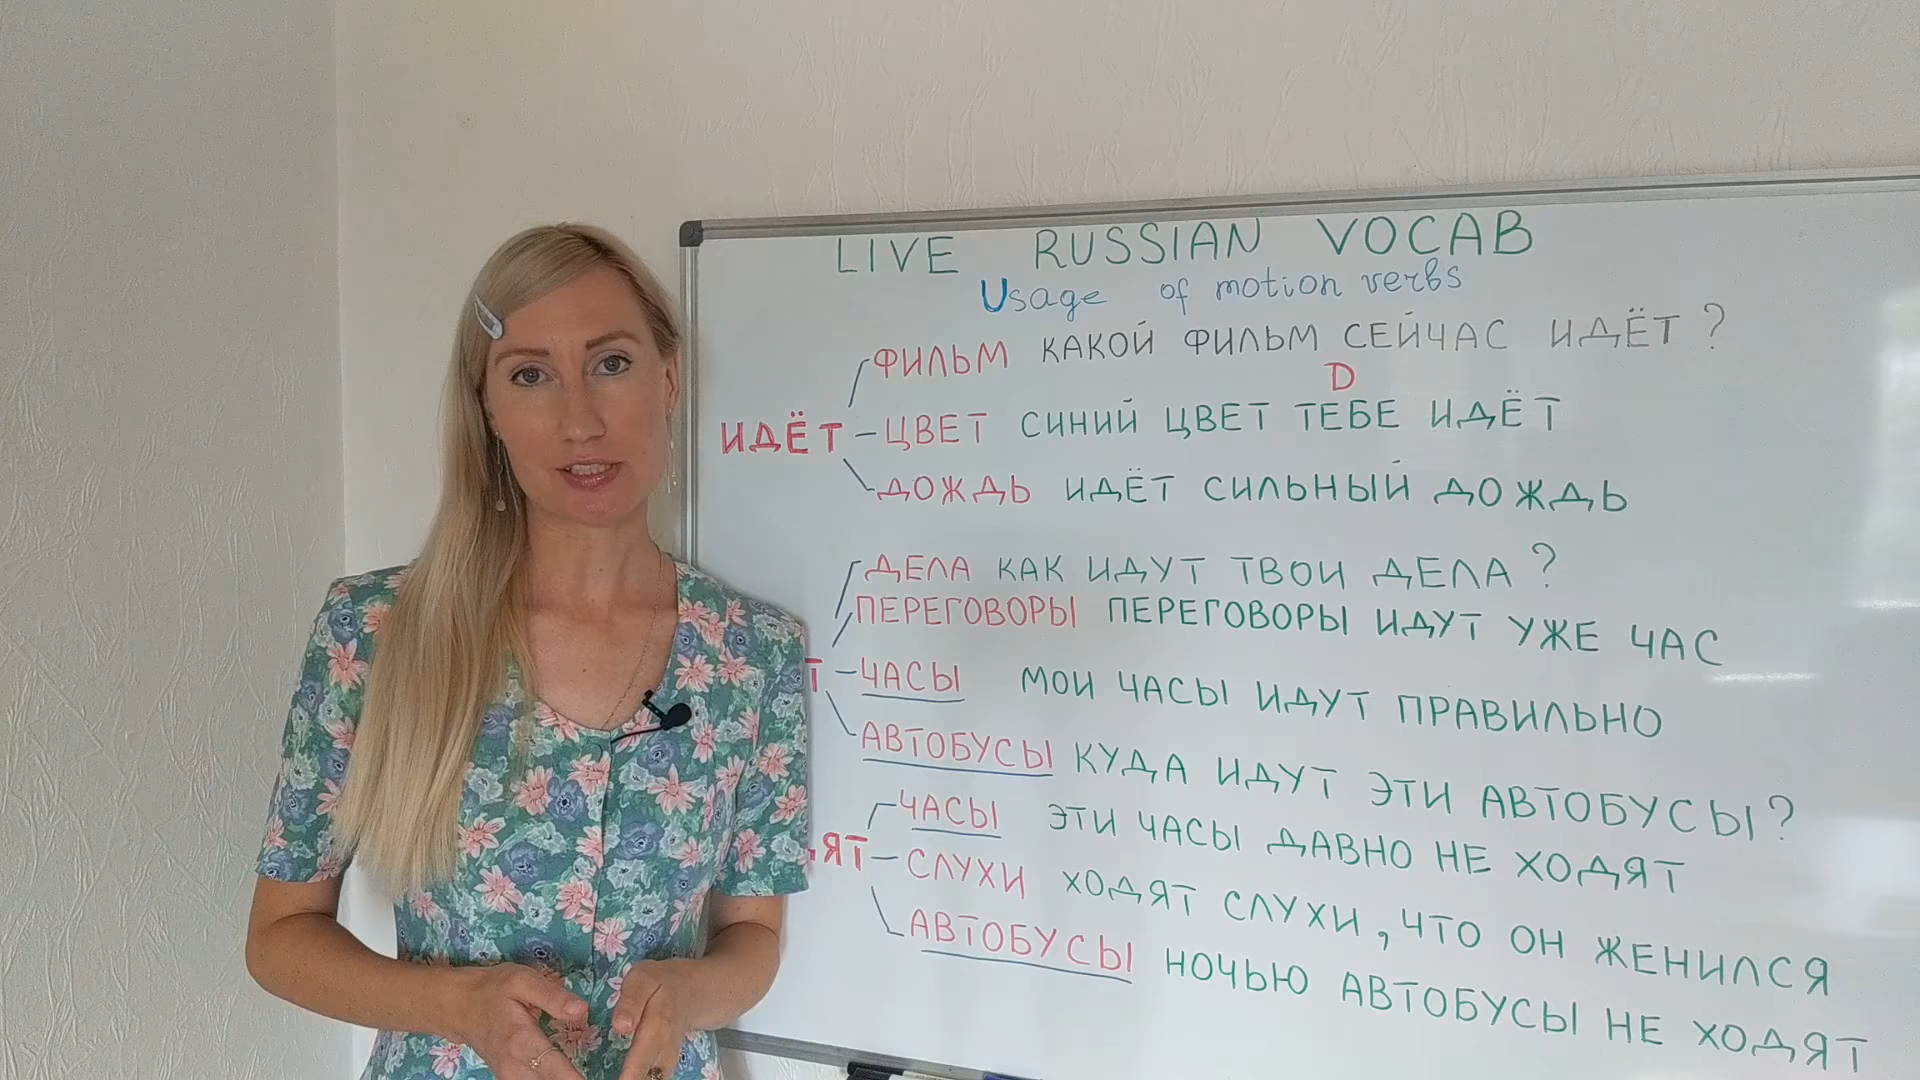 LIVE RUSSIAN VOCAB
Usage of motion verbs
ФИЛЬМ КАКОЙ ФИЛЬМ СЕЙЧАС ИДЁТ?
D
ИДЁТ – ЦВЕТ СИНИЙ ЦВЕТ ТЕБЕ ИДЁТ
ДОЖДЬ ИДЁТ СИЛЬНЫЙ ДОЖДЬ
ДЕЛА КАК ИДУТ ТВОИ ДЕЛА?
ПЕРЕГОВОРЫ ПЕРЕГОВОРЫ ИДУТ УЖЕ ЧАС
Т – ЧАСЫ МОИ ЧАСЫ ИДУТ ПРАВИЛЬНО
АВТОБУСЫ КУДА ИДУТ ЭТИ АВТОБУСЫ?
ЧАСЫ ЭТИ ЧАСЫ ДАВНО НЕ ХОДЯТ
ЯТ – СЛУХИ ХОДЯТ СЛУХИ, ЧТО ОН ЖЕНИЛСЯ
АВТОБУСЫ НОЧЬЮ АВТОБУСЫ НЕ ХОДЯТ